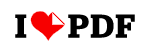 I ❤ PDF